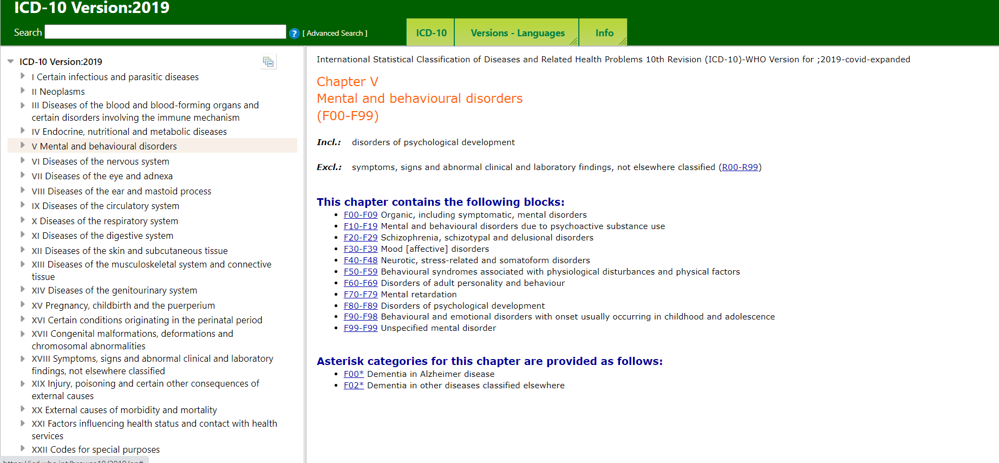 ICD-10 Version:2019
Search
?
[ Advanced Search ]
ICD-10
Versions - Languages
Info
ICD-10 Version:2019
I Certain infectious and parasitic diseases
II Neoplasms
III Diseases of the blood and blood-forming organs and
certain disorders involving the immune mechanism
IV Endocrine, nutritional and metabolic diseases
V Mental and behavioural disorders
VI Diseases of the nervous system
VII Diseases of the eye and adnexa
VIII Diseases of the ear and mastoid process
IX Diseases of the circulatory system
X Diseases of the respiratory system
XI Diseases of the digestive system
XII Diseases of the skin and subcutaneous tissue
XIII Diseases of the musculoskeletal system and connective
tissue
XIV Diseases of the genitourinary system
XV Pregnancy, childbirth and the puerperium
XVI Certain conditions originating in the perinatal period
XVII Congenital malformations, deformations and
chromosomal abnormalities
XVIII Symptoms, signs and abnormal clinical and laboratory
findings, not elsewhere classified
XIX Injury, poisoning and certain other consequences of
external causes
XX External causes of morbidity and mortality
XXI Factors influencing health status and contact with health
services
XXII Codes for special purposes
International Statistical Classification of Diseases and Related Health Problems 10th Revision (ICD-10)-WHO Version for ;2019-covid-expanded
Chapter V
Mental and behavioural disorders
(F00-F99)
Incl.: disorders of psychological development
Excl.: symptoms, signs and abnormal clinical and laboratory findings, not elsewhere classified (R00-R99)
This chapter contains the following blocks:
• F00-F09 Organic, including symptomatic, mental disorders
• F10-F19 Mental and behavioural disorders due to psychoactive substance use
• F20-F29 Schizophrenia, schizotypal and delusional disorders
• F30-F39 Mood [affective] disorders
• F40-F48 Neurotic, stress-related and somatoform disorders
• F50-F59 Behavioural syndromes associated with physiological disturbances and physical factors
• F60-F69 Disorders of adult personality and behaviour
• F70-F79 Mental retardation
• F80-F89 Disorders of psychological development
• F90-F98 Behavioural and emotional disorders with onset usually occurring in childhood and adolescence
• F99-F99 Unspecified mental disorder
Asterisk categories for this chapter are provided as follows:
• F00* Dementia in Alzheimer disease
• F02* Dementia in other diseases classified elsewhere